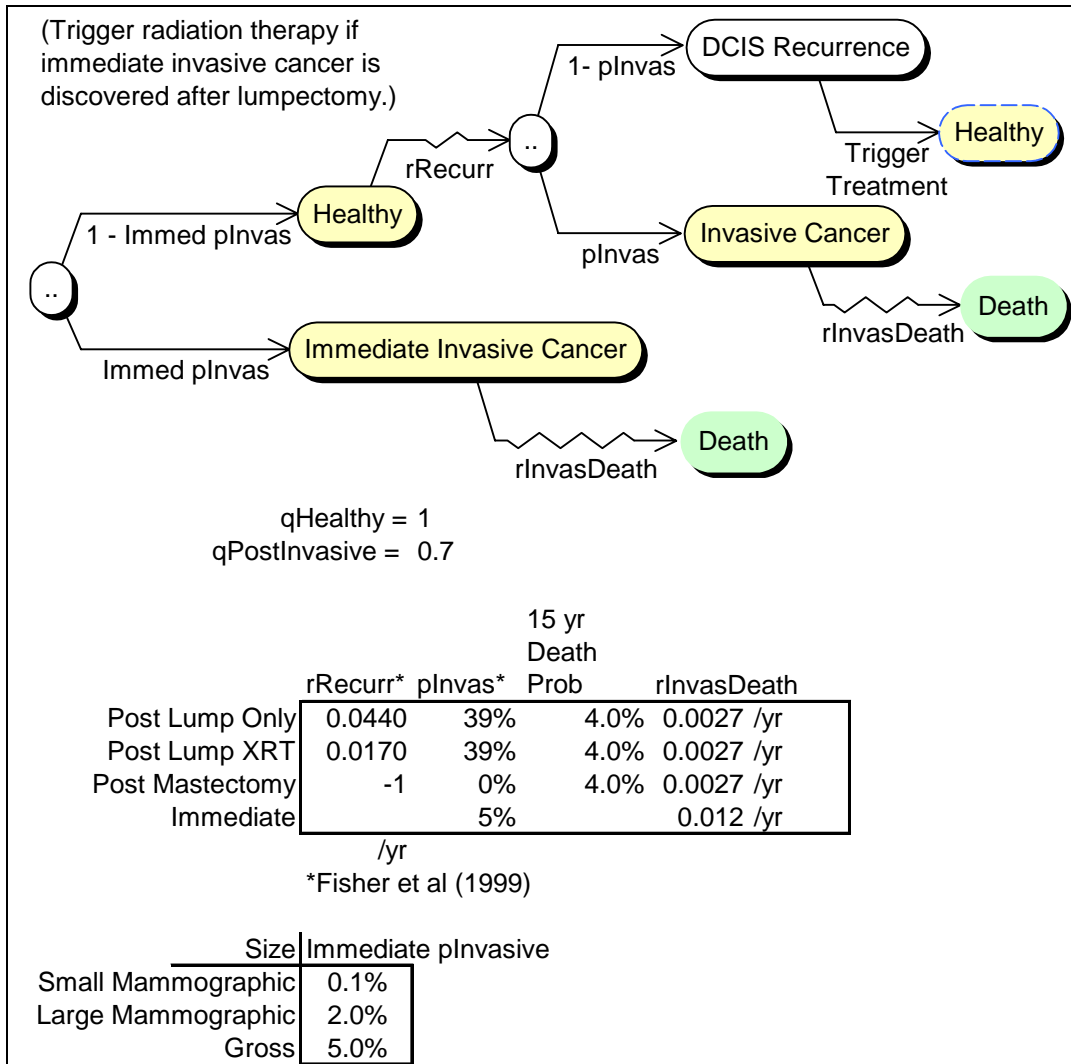 (Trigger radiation therapy if
immediate invasive cancer is
discovered after lumpectomy.)
DCIS Recurrence
1- pInvas
Healthy
Trigger
Treatment
..
rRecurr
Healthy
1 - Immed pInvas
pInvas
Invasive Cancer
..
rInvasDeath
Death
Immed pInvas
Immediate Invasive Cancer
rInvasDeath
Death
qHealthy = 1
qPostInvasive = 0.7
15 yr
Death
rRecurr* pInvas* Prob rInvasDeath
Post Lump Only 0.0440 39% 4.0% 0.0027 /yr
Post Lump XRT 0.0170 39% 4.0% 0.0027 /yr
Post Mastectomy -1 0% 4.0% 0.0027 /yr
Immediate 5% 0.012 /yr
/yr
*Fisher et al (1999)
Size Immediate pInvasive
Small Mammographic 0.1%
Large Mammographic 2.0%
Gross 5.0%